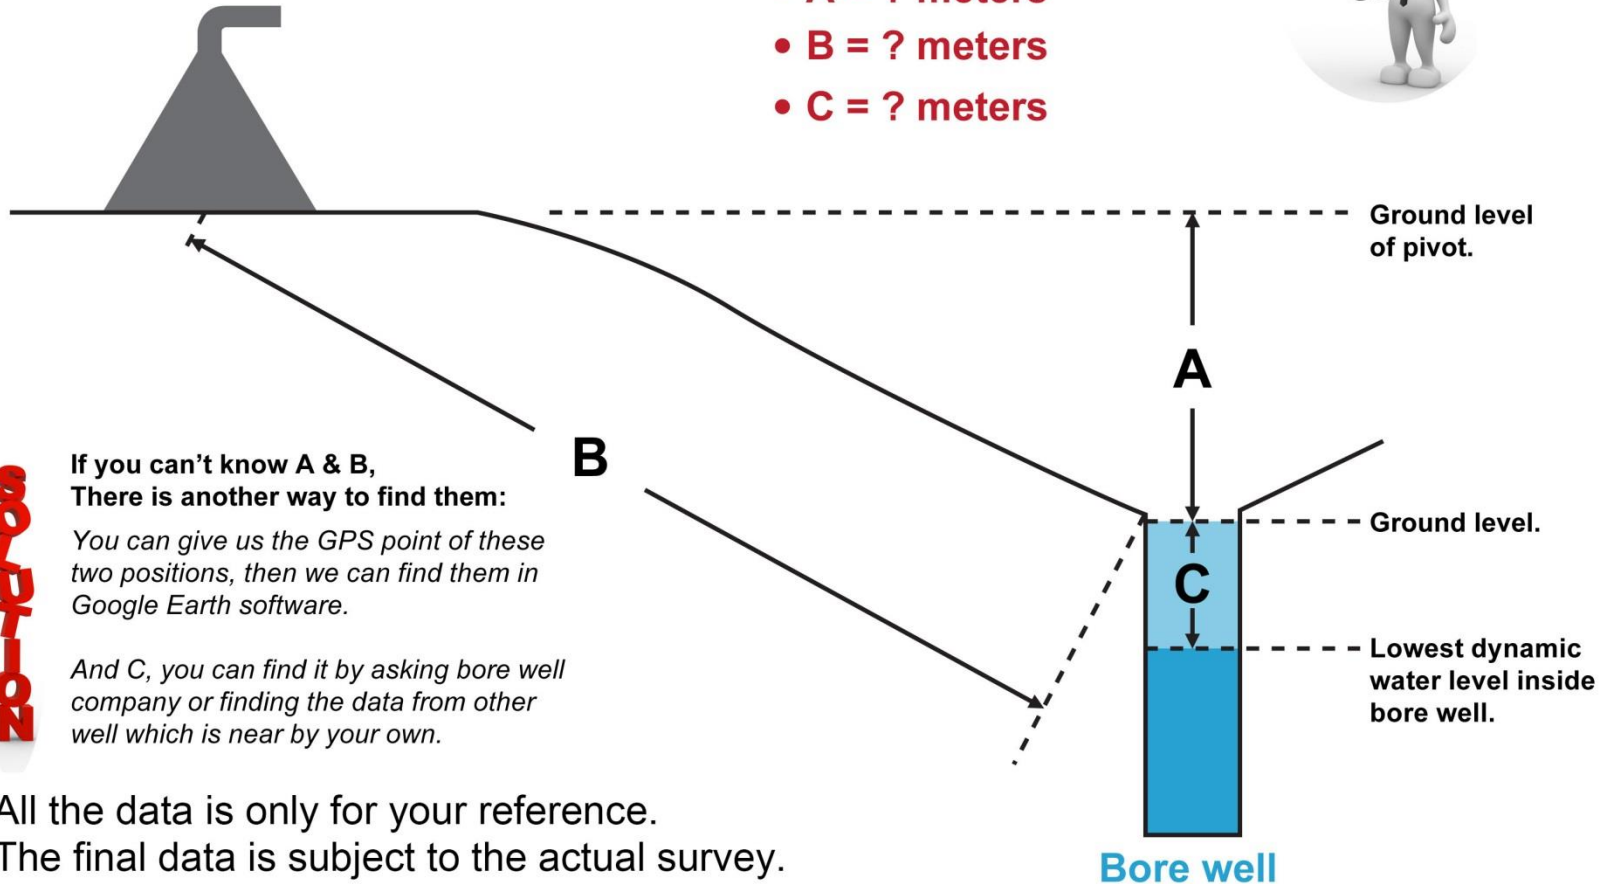 • A = ? meters
• B = ? meters
• C = ? meters
Ground level
of pivot.
A
B
If you can't know A & B,
There is another way to find them:
You can give us the GPS point of these
two positions, then we can find them in
Google Earth software.
And C, you can find it by asking bore well
company or finding the data from other
well which is near by your own.
SOLUTION
Ground level.
C
Lowest dynamic
water level inside
bore well.
All the data is only for your reference.
The final data is subject to the actual survey.
Bore well